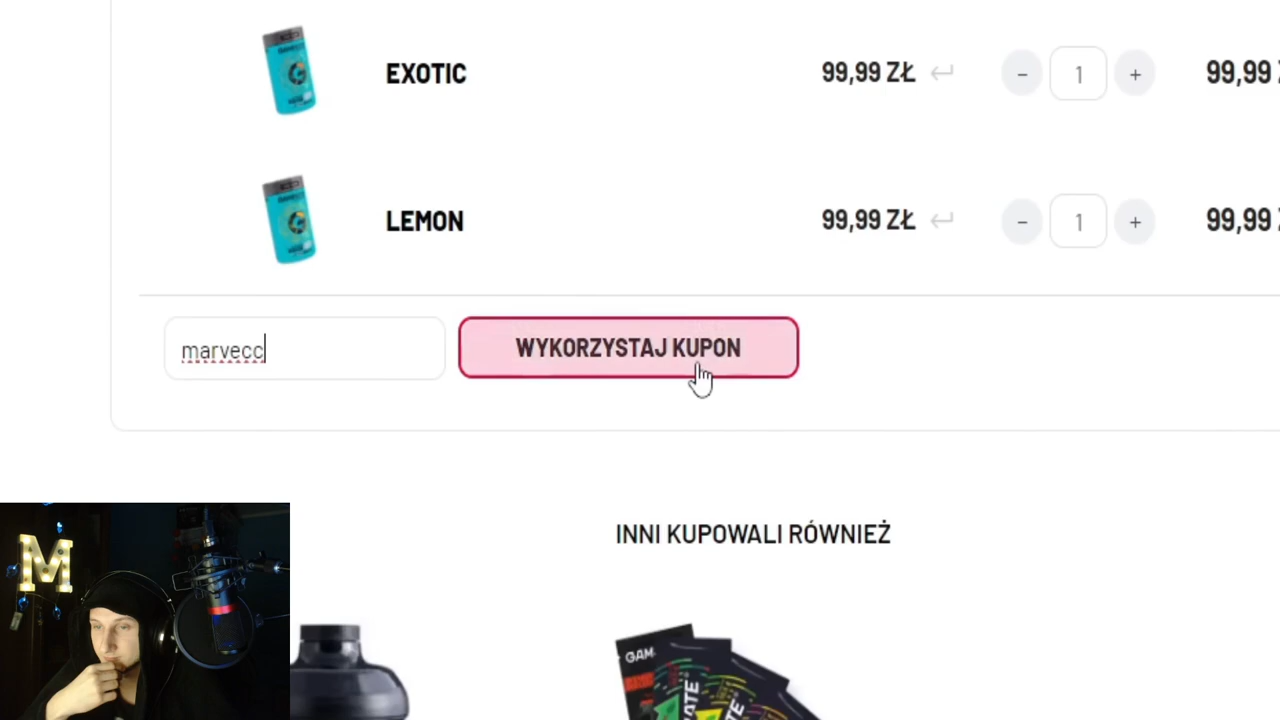 EXOTIC
99,99 ZŁ
1
99,99
LEMON
99,99 ZŁ
1
99,99
marvecc
WYKORZYSTAJ KUPON
INNI KUPOWALI RÓWNIEŻ
M
GAM